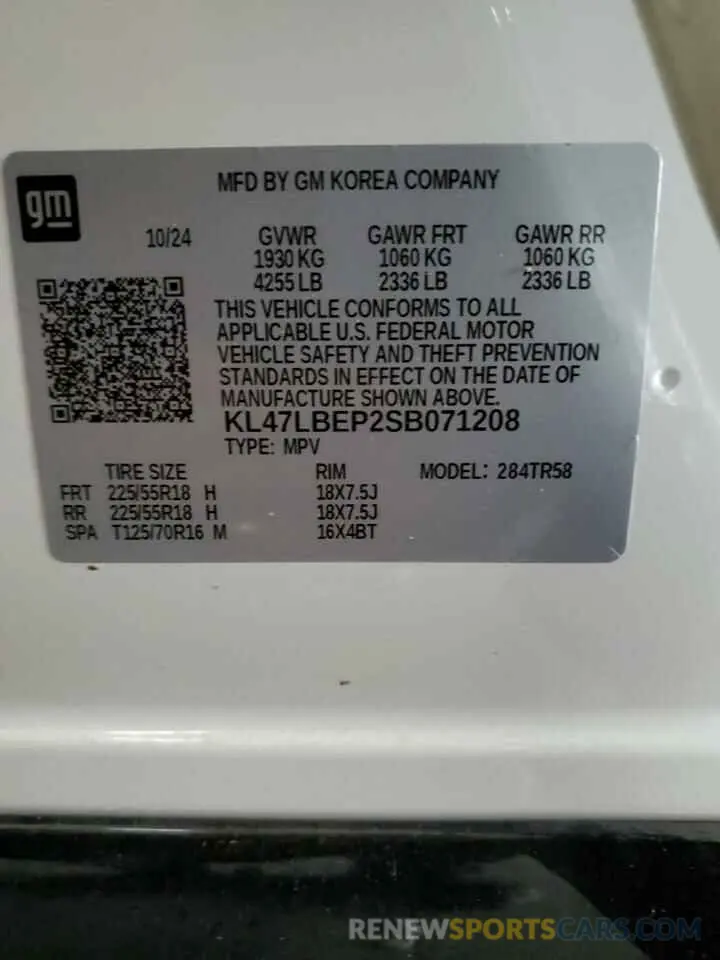 gm
MFD BY GM KOREA COMPANY
10/24 GVWR GAWR FRT GAWR RR
1930 KG 1060 KG 1060 KG
4255 LB 2336 LB 2336 LB
THIS VEHICLE CONFORMS TO ALL
APPLICABLE U.S. FEDERAL MOTOR
VEHICLE SAFETY AND THEFT PREVENTION
STANDARDS IN EFFECT ON THE DATE OF
MANUFACTURE SHOWN ABOVE.
KL47LBEP2SB071208
TYPE: MPV
TIRE SIZE RIM MODEL: 284TR58
FRT 225/55R18 H 18X7.5J
RR 225/55R18 H 18X7.5J
SPA T125/70R16 M 16X4BT
RENEWSPORTSCARS.COM